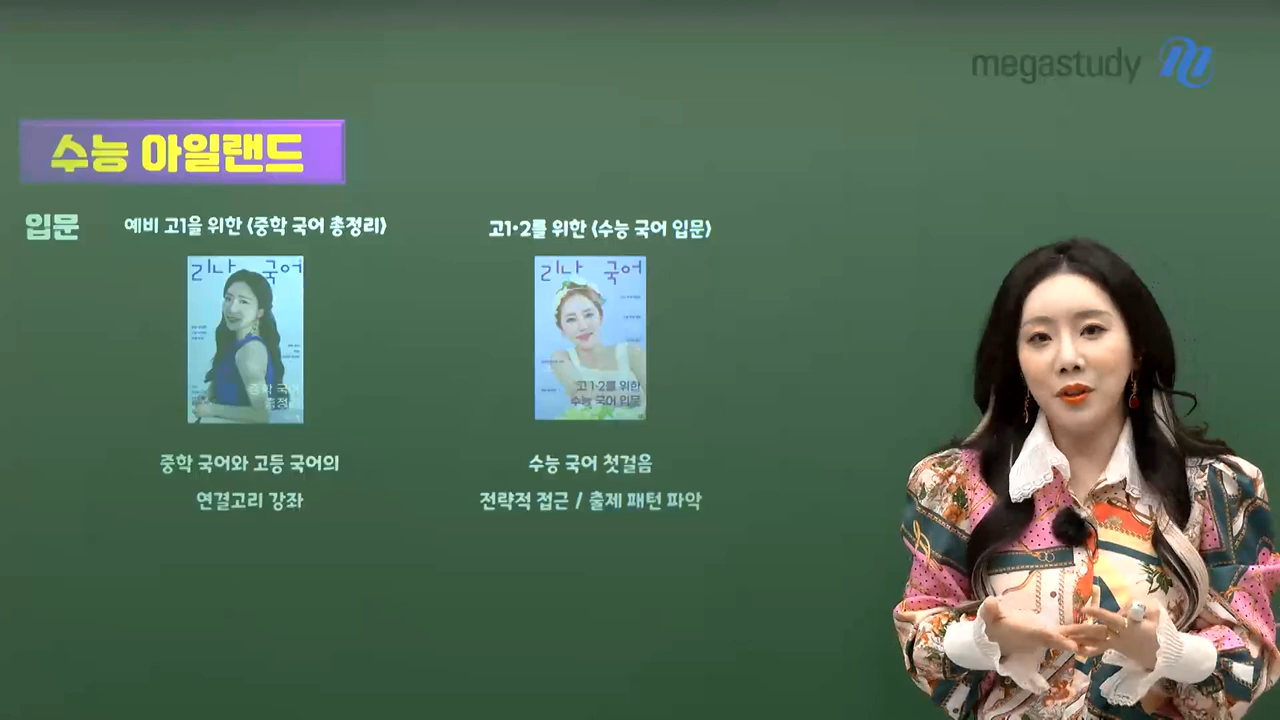 megastudy
수능 아일랜드
입문
예비 고1을 위한 <중학 국어 총정리>
고1·2를 위한 <수능 국어 입문>
리나 국어
중학 국어
리나 국어
고1·2를 위한
수능 국어 입문
중학 국어와 고등 국어의
연결고리 강좌
수능 국어 첫걸음
전략적 접근 / 출제 패턴 파악